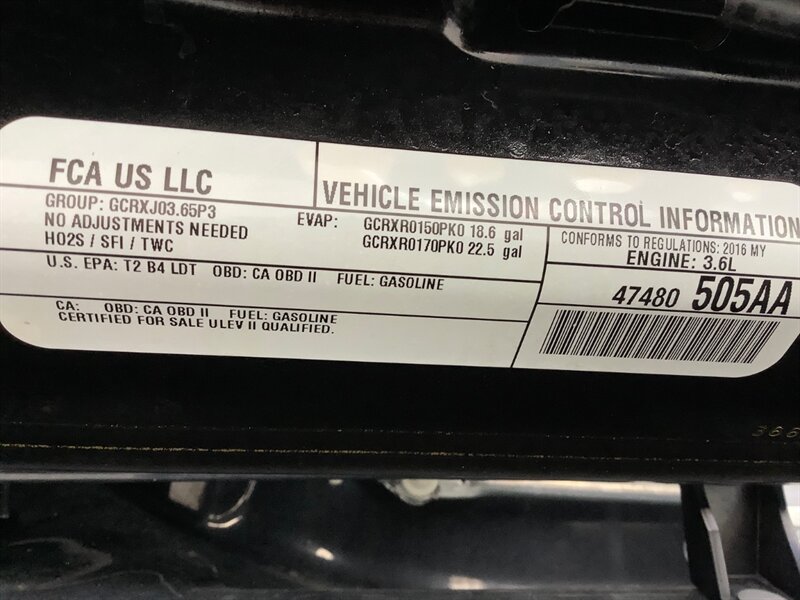 FCA US LLC
VEHICLE EMISSION CONTROL INFORMATION
GROUP: GCRXJ03.65P3
NO ADJUSTMENTS NEEDED
HO2S / SFI / TWC
EVAP: GCRXR0150PK0 18.6 gal
GCRXR0170PK0 22.5 gal
CONFORMS TO REGULATIONS: 2016 MY
ENGINE: 3.6L
U.S. EPA: T2 B4 LDT OBD: CA OBD II FUEL: GASOLINE
47480 505AA
CA: OBD: CA OBD II FUEL: GASOLINE
CERTIFIED FOR SALE ULEV II QUALIFIED.